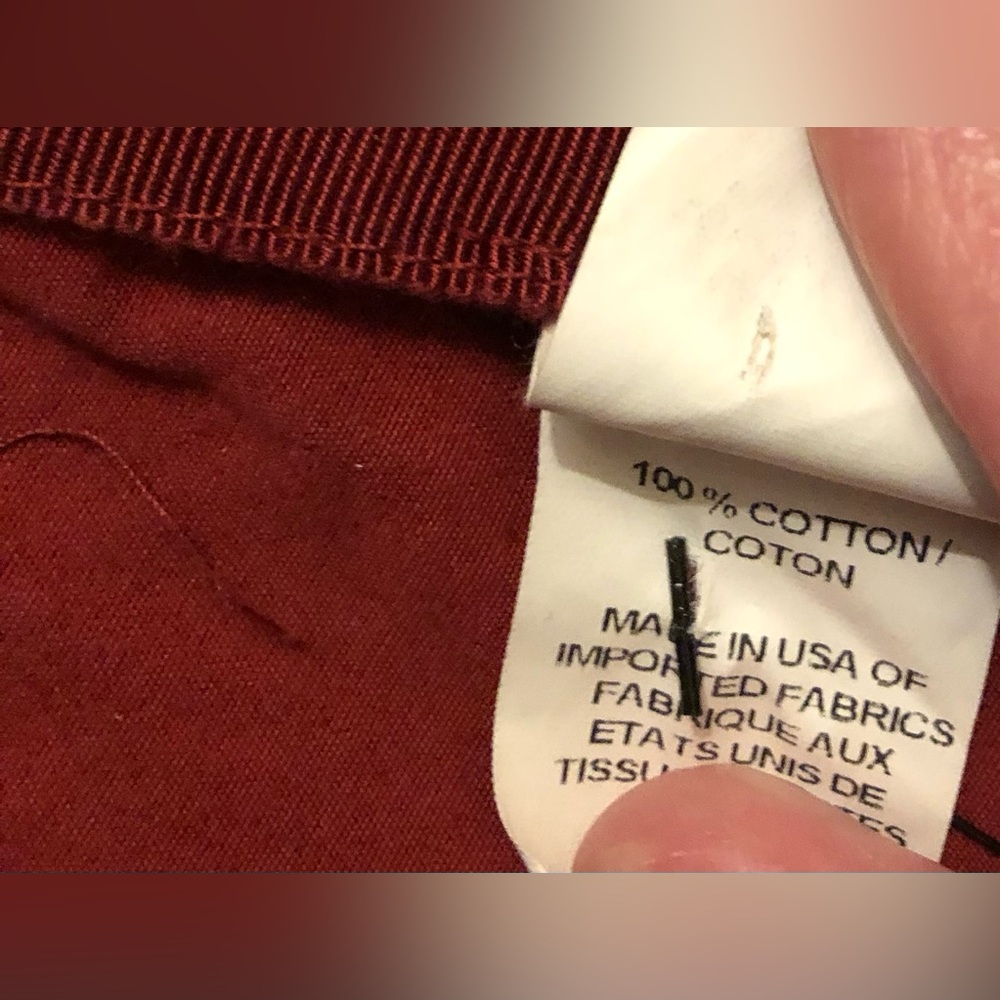 100% COTTON/
COTON
MADE IN USA OF
IMPORTED FABRICS
FABRIQUE AUX
ETATS UNIS DE